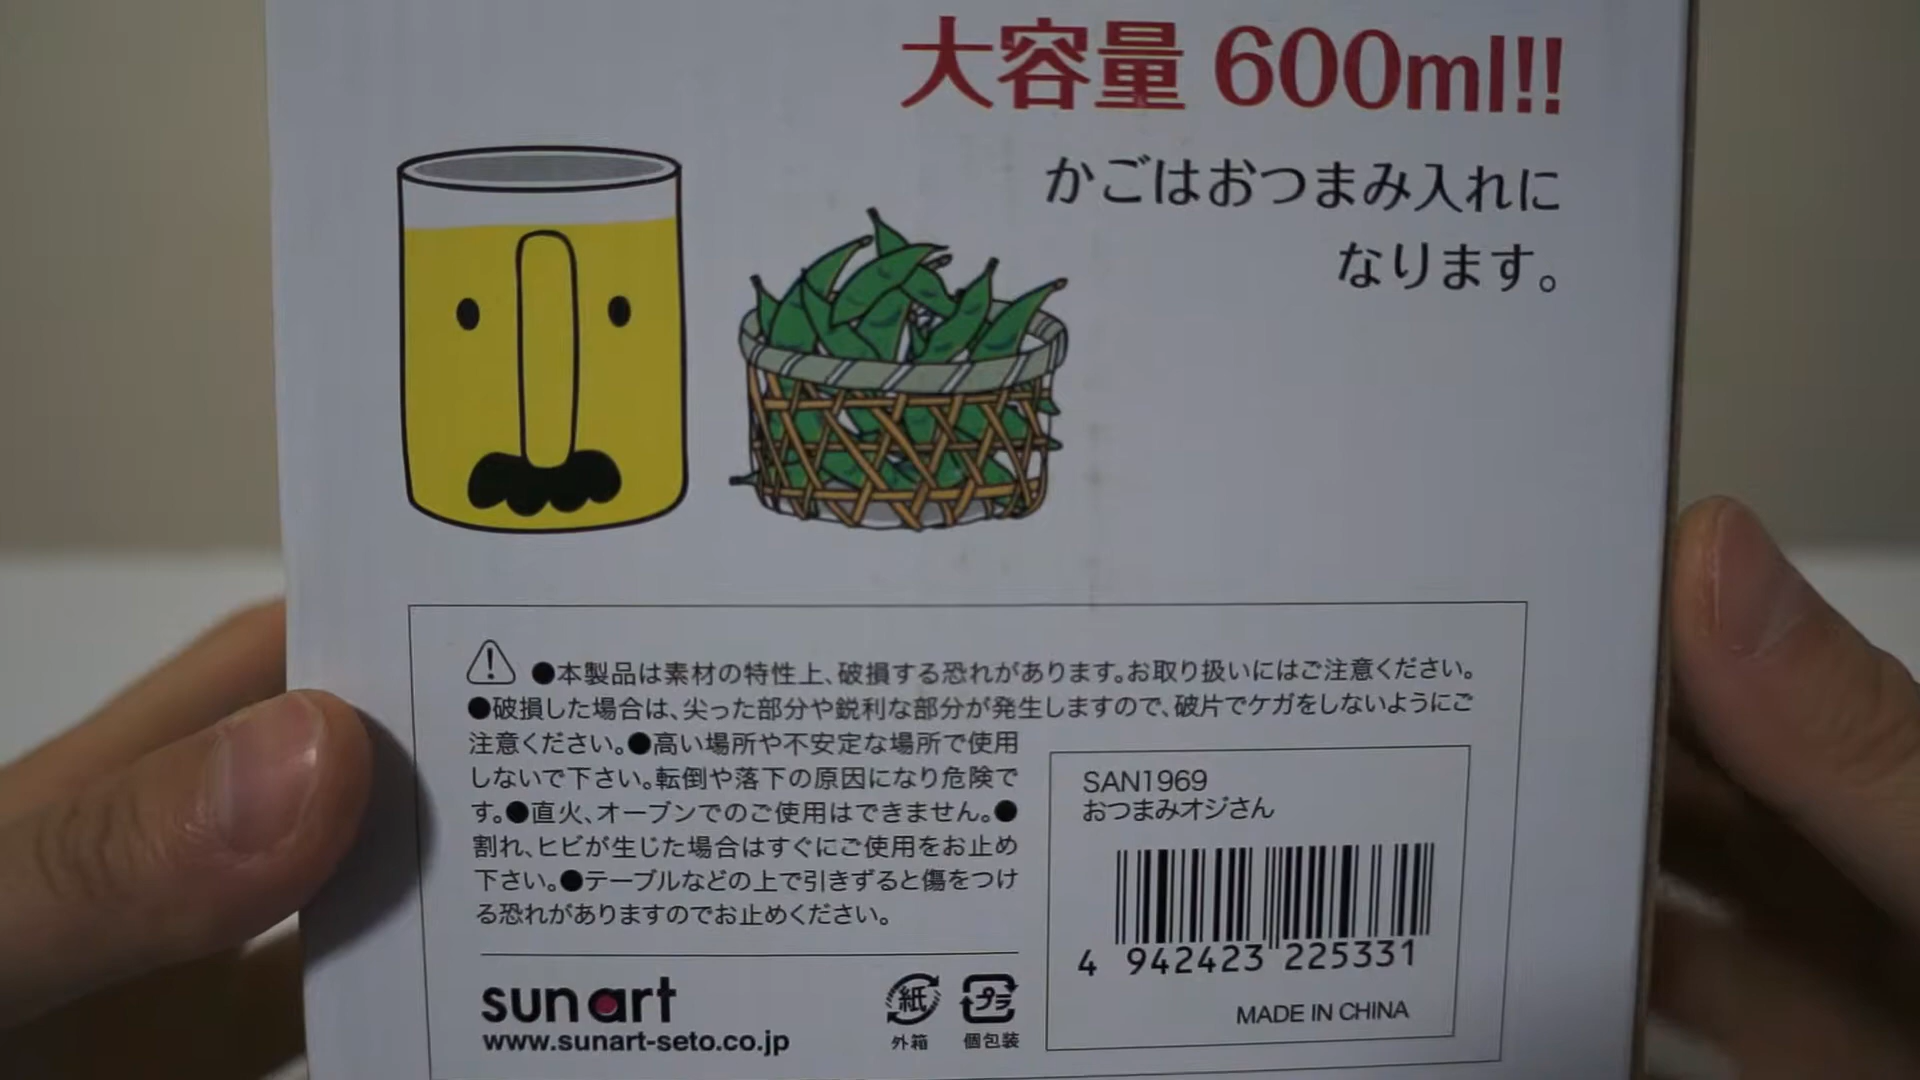 大容量 600ml!!
かごはおつまみ入れに
なります。
●本製品は素材の特性上、破損する恐れがあります。お取り扱いにはご注意ください。
●破損した場合は、尖った部分や鋭利な部分が発生しますので、破片でケガをしないようにご
注意ください。●高い場所や不安定な場所で使用
しないで下さい。転倒や落下の原因になり危険で
す。●直火、オーブンでのご使用はできません。●
割れ、ヒビが生じた場合はすぐにご使用をお止め
下さい。●テーブルなどの上で引きずると傷をつけ
る恐れがありますのでお止めください。
SAN1969
おつまみオジさん
4 942423 225331
MADE IN CHINA
sunart
www.sunart-seto.co.jp
紙
外箱
プラ
個包装